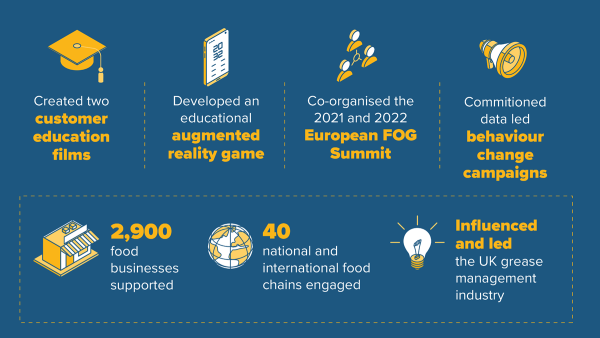 Created two
customer
education
films
Developed an
educational
augmented
reality game
Co-organised the
2021 and 2022
European FOG
Summit
Commitioned
data led
behaviour
change
campaigns
2,900
food
businesses
supported
40
national and
international food
chains engaged
Influenced
and led
the UK grease
management
industry